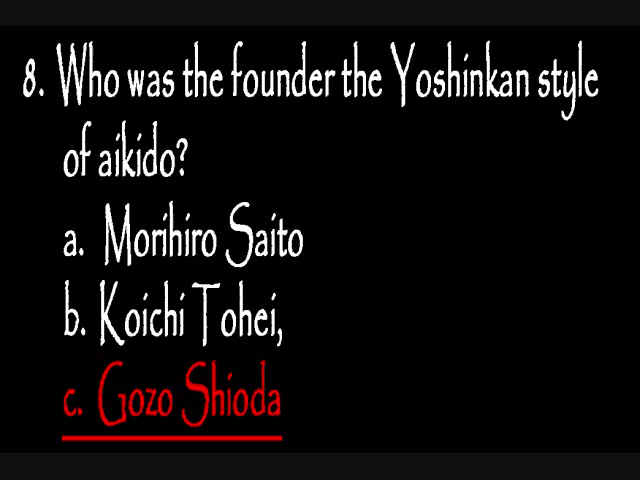 8. Who was the founder the Yoshinkan style
of aikido?
a. Morihiro Saito
b. Koichi Tohei,
c. Gozo Shioda